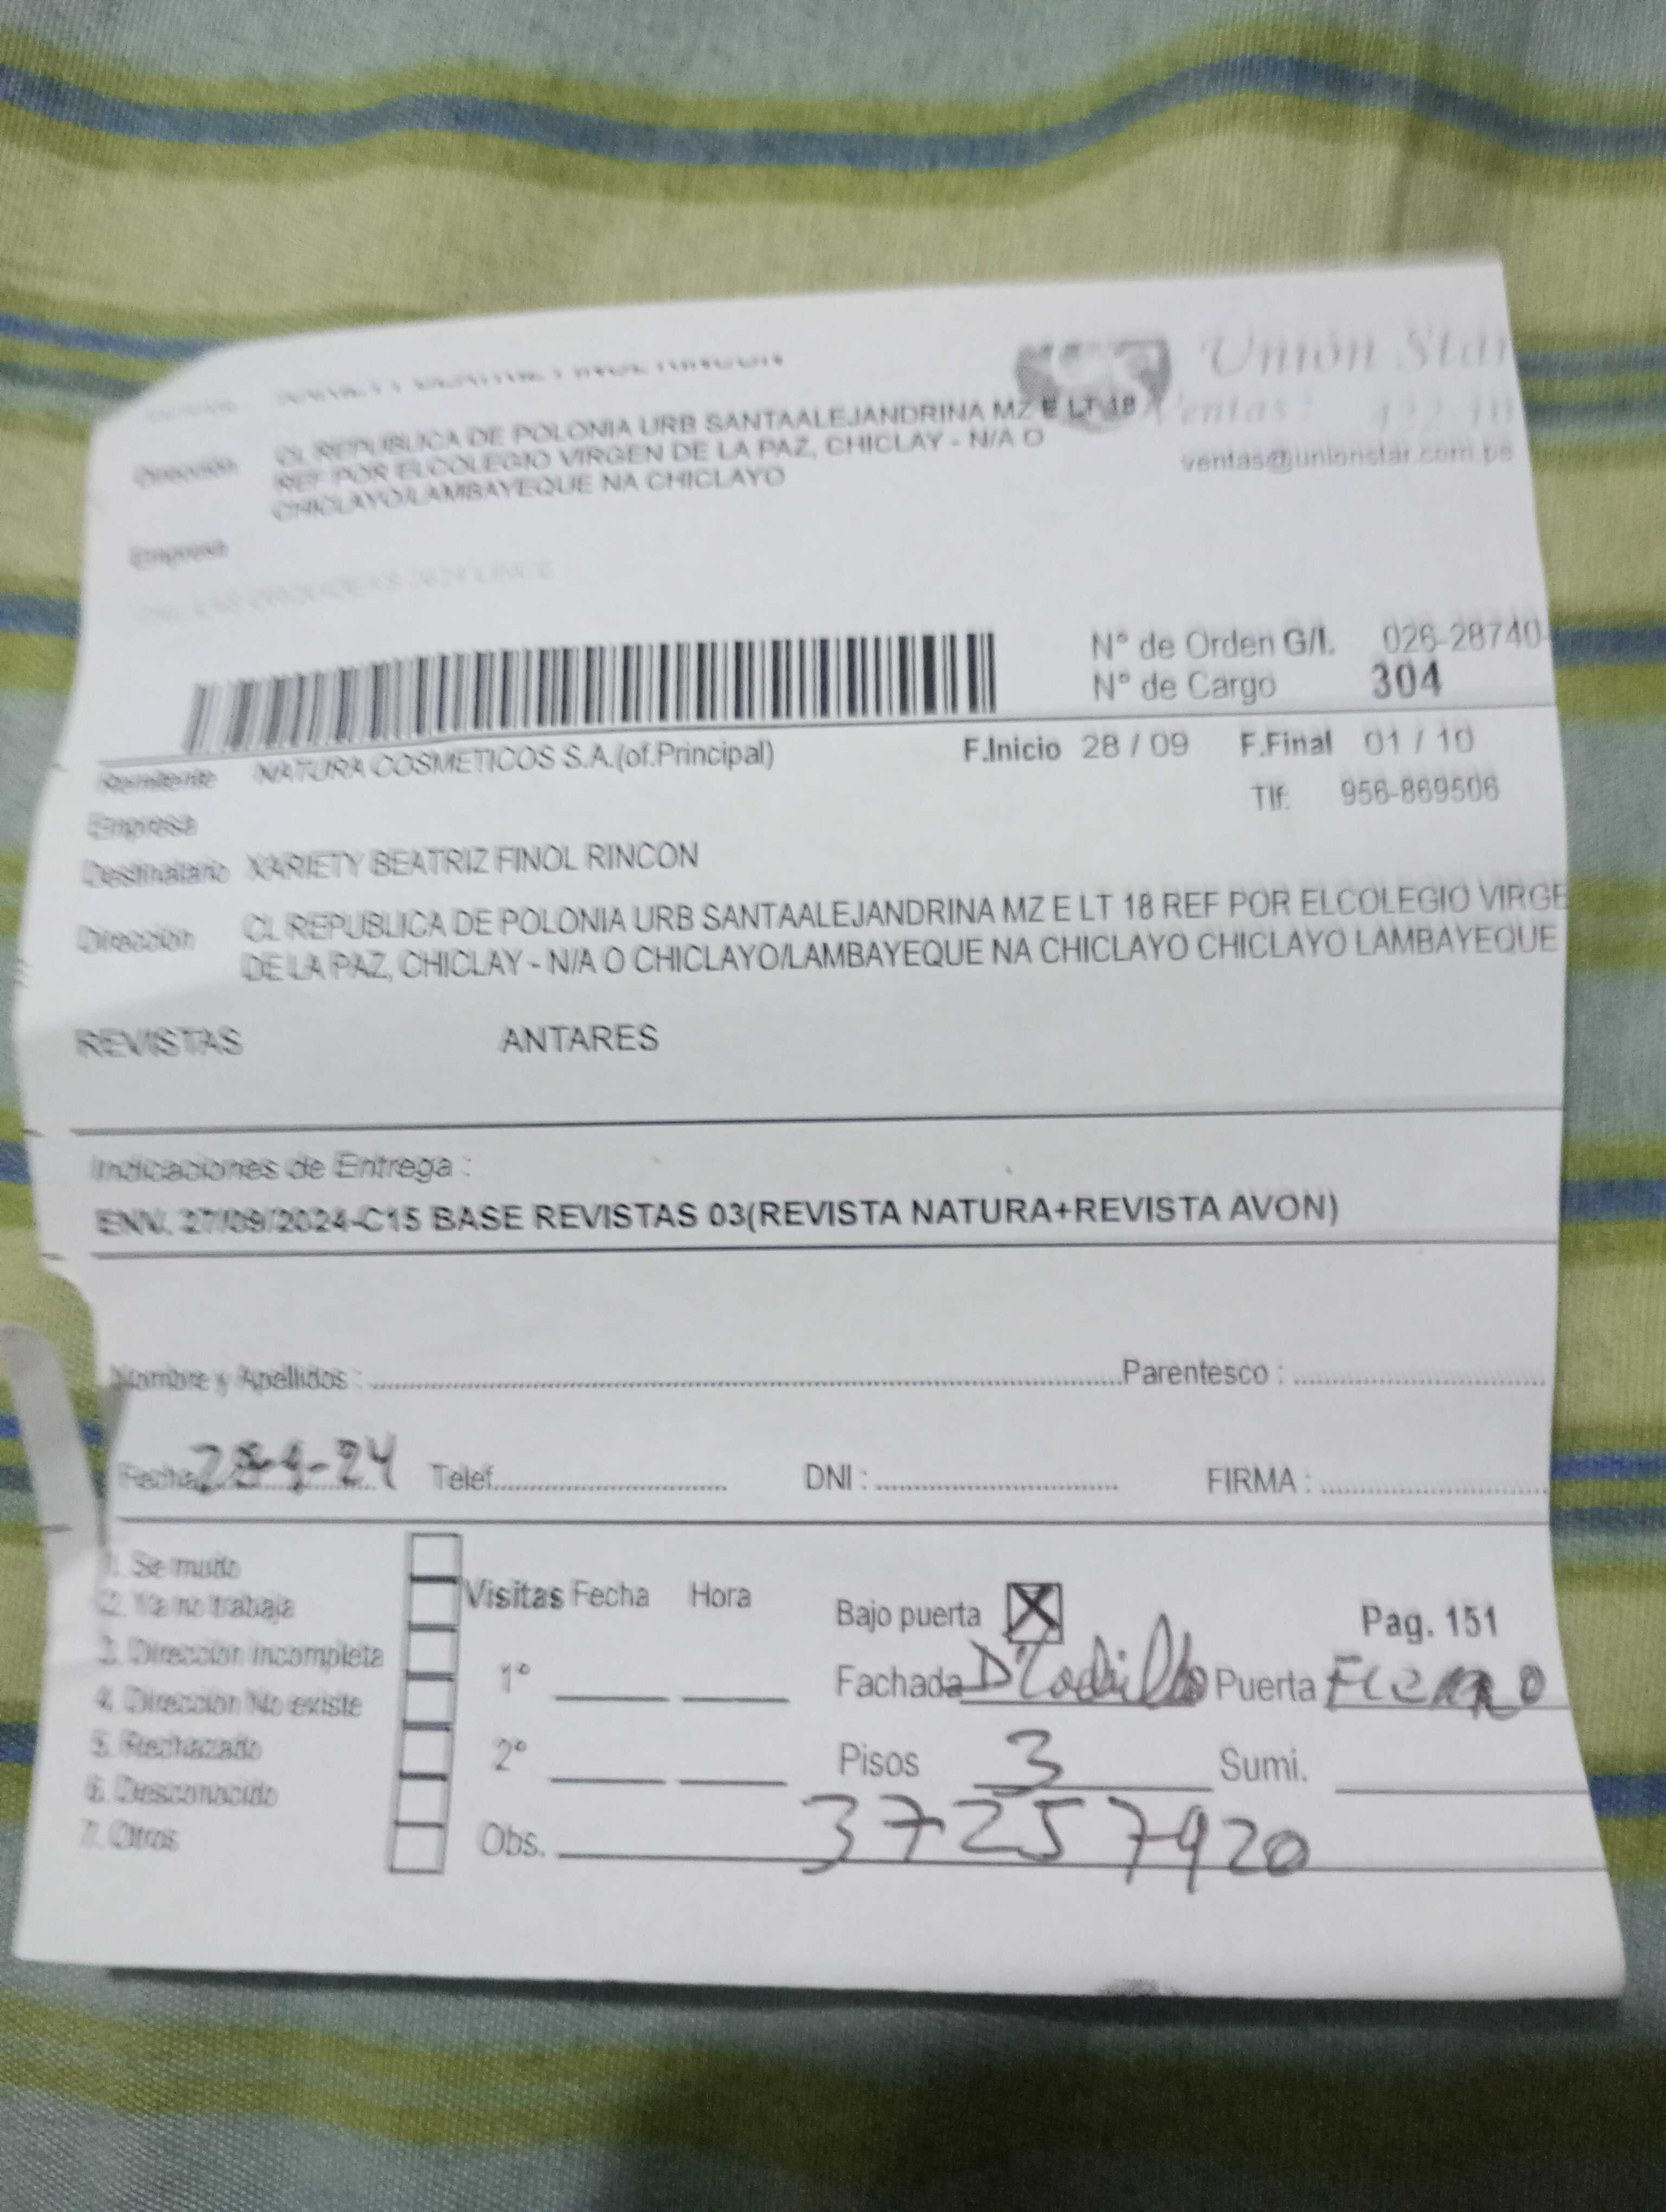 Union Star
Ventas :
Dirección CL REPUBLICA DE POLONIA URB SANTAALEJANDRINA MZ E LT 18
REF POR ELCOLEGIO VIRGEN DE LA PAZ, CHICLAY - N/A O
CHICLAYO/LAMBAYEQUE NA CHICLAYO
ventas@unionstar.com.pe
Empresa
N° de Orden G/l. 026-28740
N° de Cargo 304
Remitente NATURA COSMETICOS S.A.(of.Principal) F.Inicio 28 / 09 F.Final 01 / 10
Empresa Tlf. 956-869506
Destinatario XARIETY BEATRIZ FINOL RINCON
Dirección CL REPUBLICA DE POLONIA URB SANTAALEJANDRINA MZ E LT 18 REF POR ELCOLEGIO VIRGE
DE LA PAZ, CHICLAY - N/A O CHICLAYO/LAMBAYEQUE NA CHICLAYO CHICLAYO LAMBAYEQUE
REVISTAS ANTARES
Indicaciones de Entrega :
ENV. 27/09/2024-C15 BASE REVISTAS 03(REVISTA NATURA+REVISTA AVON)
Nombre y Apellidos : Parentesco :
Fecha Telef. DNI : FIRMA :
1. Se mudo
2. Ya no trabaja
3. Dirección incompleta
4. Dirección No existe
5. Rechazado
6. Desconocido
7. Otros
Visitas Fecha Hora
1°
2°
Bajo puerta X Pag. 151
Fachada D'Ladrillo Puerta Fierro
Pisos 3 Sumi.
Obs. 37257920